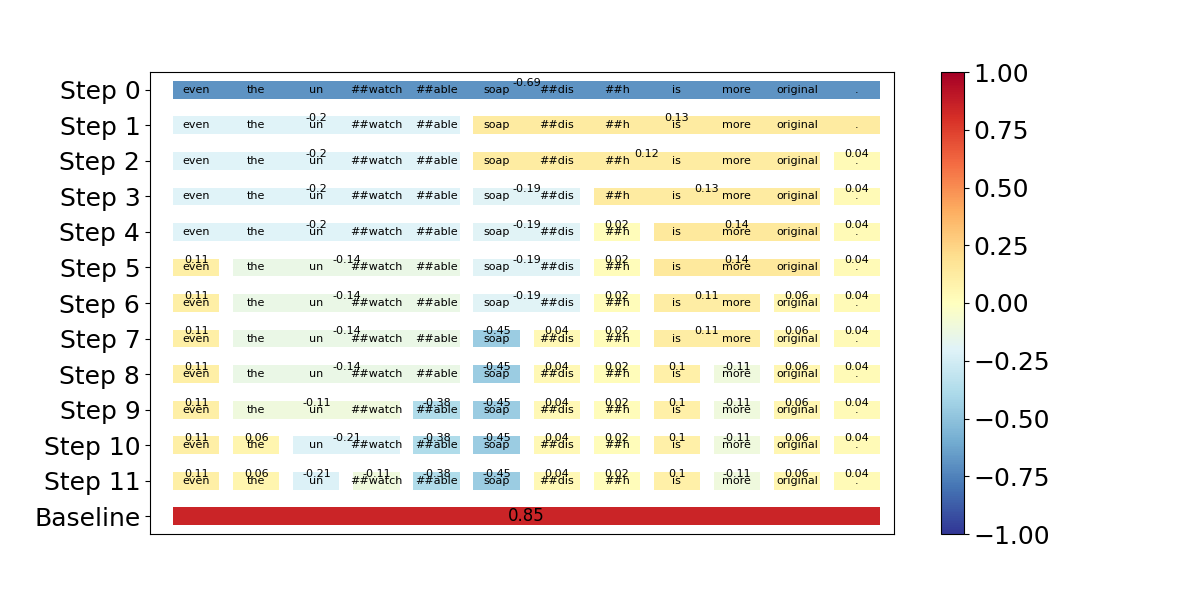 Step 0 even the un ##watch ##able soap -0.69 ##dis ##h is more original .
Step 1 even the -0.2 un ##watch ##able soap ##dis ##h 0.13 is more original .
Step 2 even the -0.2 un ##watch ##able soap ##dis ##h 0.12 is more original 0.04 .
Step 3 even the -0.2 un ##watch ##able soap -0.19 ##dis ##h is 0.13 more original 0.04 .
Step 4 even the -0.2 un ##watch ##able soap -0.19 ##dis 0.02 ##h is 0.14 more original 0.04 .
Step 5 0.11 even the un -0.14 ##watch ##able soap -0.19 ##dis 0.02 ##h is 0.14 more original 0.04 .
Step 6 0.11 even the un -0.14 ##watch ##able soap -0.19 ##dis 0.02 ##h is 0.11 more 0.06 original 0.04 .
Step 7 0.11 even the un -0.14 ##watch ##able -0.45 soap 0.04 ##dis 0.02 ##h is 0.11 more 0.06 original 0.04 .
Step 8 0.11 even the un -0.14 ##watch ##able -0.45 soap 0.04 ##dis 0.02 ##h 0.1 is -0.11 more 0.06 original 0.04 .
Step 9 0.11 even the -0.11 un ##watch -0.38 ##able -0.45 soap 0.04 ##dis 0.02 ##h 0.1 is -0.11 more 0.06 original 0.04 .
Step 10 0.11 even 0.06 the un -0.21 ##watch -0.38 ##able -0.45 soap 0.04 ##dis 0.02 ##h 0.1 is -0.11 more 0.06 original 0.04 .
Step 11 0.11 even 0.06 the -0.21 un -0.11 ##watch -0.38 ##able -0.45 soap 0.04 ##dis 0.02 ##h 0.1 is -0.11 more 0.06 original 0.04 .
Baseline 0.85
1.00
0.75
0.50
0.25
0.00
−0.25
−0.50
−0.75
−1.00